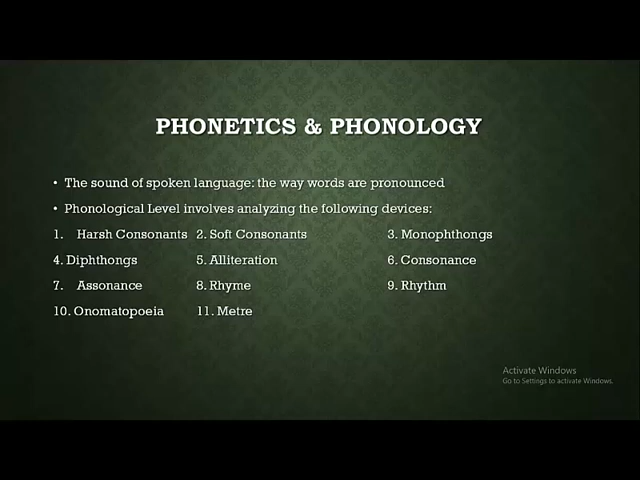 PHONETICS & PHONOLOGY
• The sound of spoken language: the way words are pronounced
• Phonological Level involves analyzing the following devices:
1. Harsh Consonants 2. Soft Consonants 3. Monophthongs
4. Diphthongs 5. Alliteration 6. Consonance
7. Assonance 8. Rhyme 9. Rhythm
10. Onomatopoeia 11. Metre
Activate Windows
Go to Settings to activate Windows.